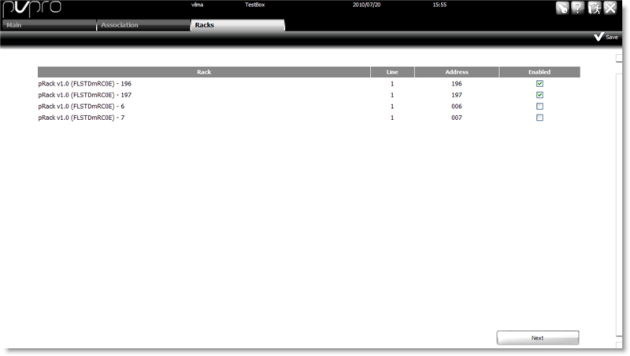 vilma TestBox 2010/07/20 15:55
Main Association Racks
Save
Rack Line Address Enabled
pRack v1.0 (FLSTDmRC0E) - 196 1 196
pRack v1.0 (FLSTDmRC0E) - 197 1 197
pRack v1.0 (FLSTDmRC0E) - 6 1 006
pRack v1.0 (FLSTDmRC0E) - 7 1 007
Next